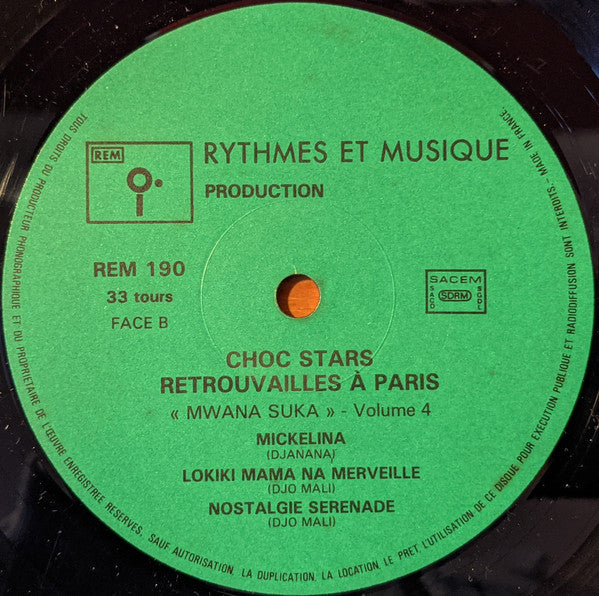 REM
RYTHMES ET MUSIQUE
PRODUCTION
REM 190
33 tours
FACE B
SACEM
SACD SDRM SGDL
CHOC STARS
RETROUVAILLES À PARIS
« MWANA SUKA » - Volume 4
MICKELINA
(DJANANA)
LOKIKI MAMA NA MERVEILLE
(DJO MALI)
NOSTALGIE SERENADE
(DJO MALI)
TOUS DROITS DU PRODUCTEUR PHONOGRAPHIQUE ET DU PROPRIETAIRE DE L'ŒUVRE ENREGISTREE RESERVES. SAUF AUTORISATION, LA DUPLICATION, LA LOCATION, LE PRET, L'UTILISATION DE CE DISQUE POUR EXECUTION PUBLIQUE ET RADIODIFFUSION SONT INTERDITS - MADE IN FRANCE